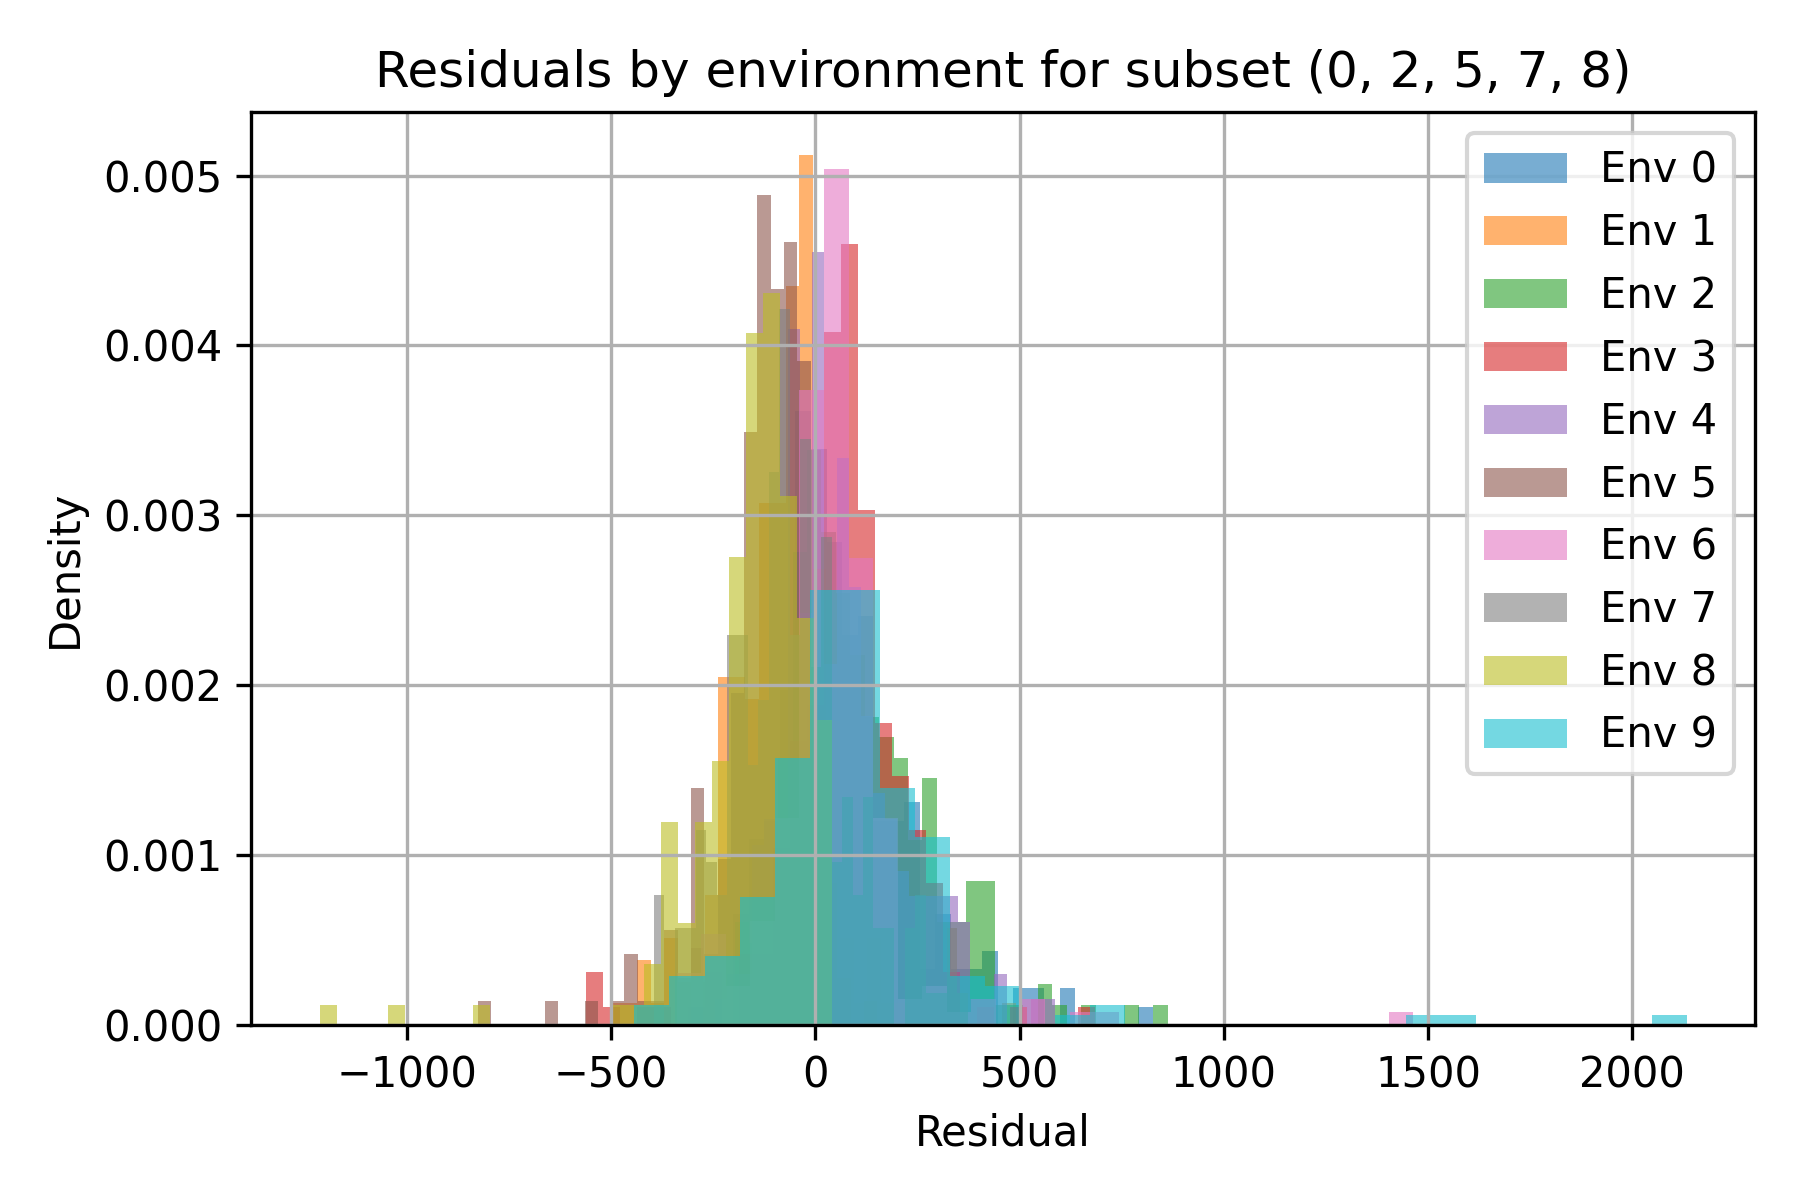 Residuals by environment for subset (0, 2, 5, 7, 8)
0.005
0.004
0.003
0.002
0.001
0.000
Density
−1000
−500
0
500
1000
1500
2000
Residual
Env 0
Env 1
Env 2
Env 3
Env 4
Env 5
Env 6
Env 7
Env 8
Env 9